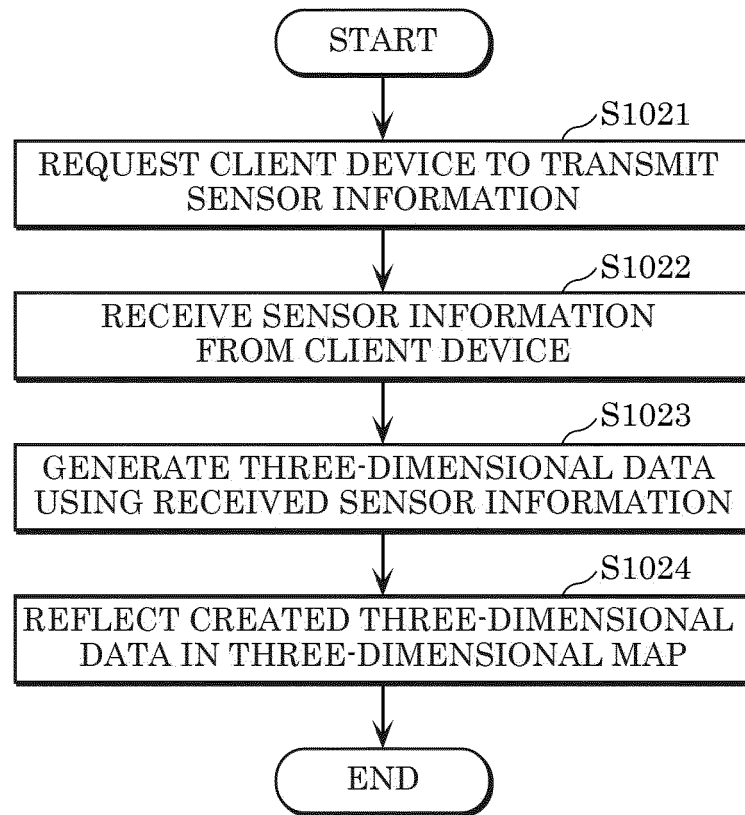 START
S1021
REQUEST CLIENT DEVICE TO TRANSMIT
SENSOR INFORMATION
S1022
RECEIVE SENSOR INFORMATION
FROM CLIENT DEVICE
S1023
GENERATE THREE-DIMENSIONAL DATA
USING RECEIVED SENSOR INFORMATION
S1024
REFLECT CREATED THREE-DIMENSIONAL
DATA IN THREE-DIMENSIONAL MAP
END